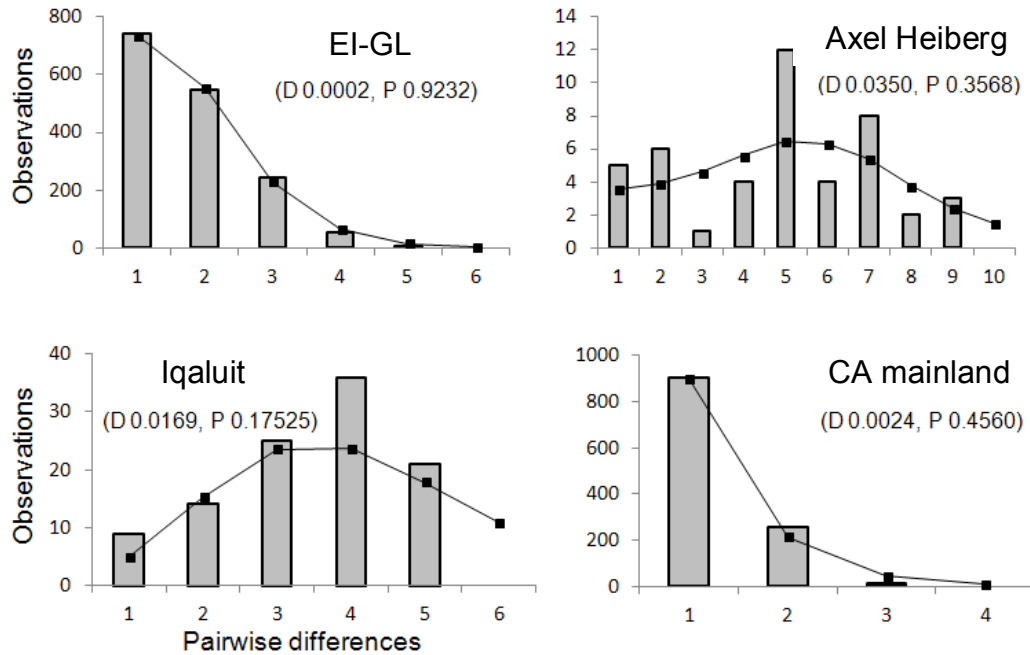 EI-GL
(D 0.0002, P 0.9232)
Observations
800
600
400
200
0
1 2 3 4 5 6
Axel Heiberg
(D 0.0350, P 0.3568)
14
12
10
8
6
4
2
0
1 2 3 4 5 6 7 8 9 10
Iqaluit
(D 0.0169, P 0.17525)
Observations
40
30
20
10
0
1 2 3 4 5 6
Pairwise differences
CA mainland
(D 0.0024, P 0.4560)
1000
800
600
400
200
0
1 2 3 4